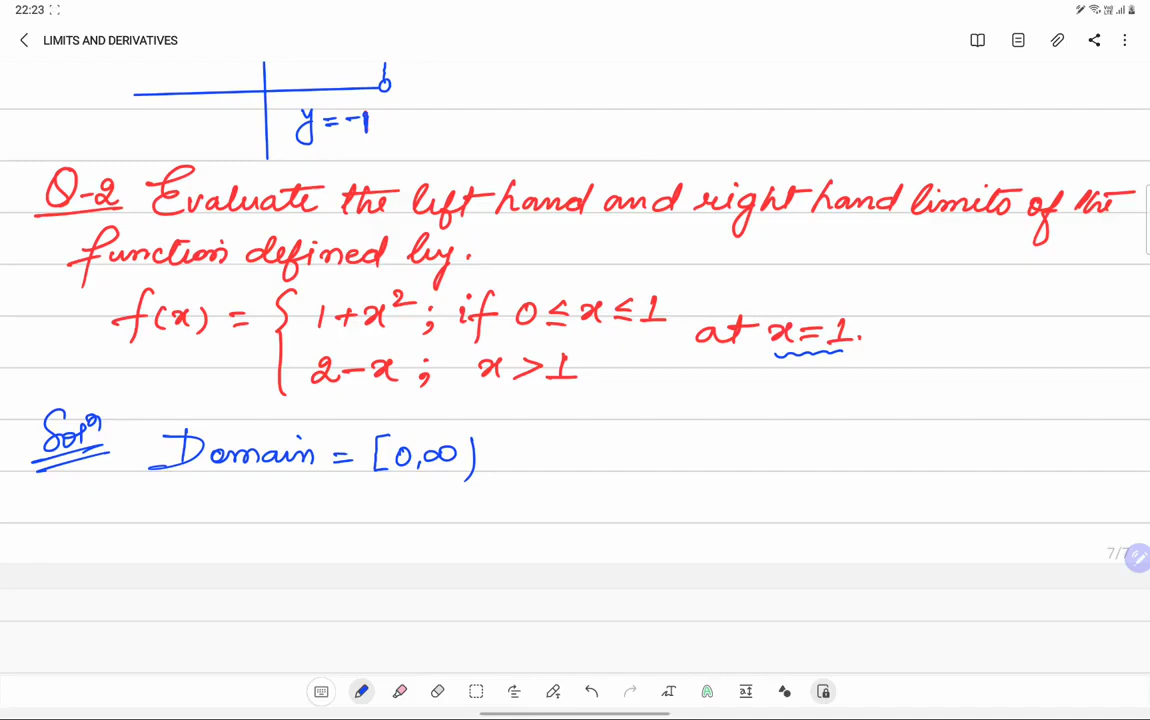 22:23
LIMITS AND DERIVATIVES
y = -1
Q-2 Evaluate the left hand and right hand limits of the
function defined by.
f(x) = { 1+x² ; if 0 ≤ x ≤ 1
2-x ; x > 1
at x=1.
Solⁿ Domain = [0,∞)
7/7